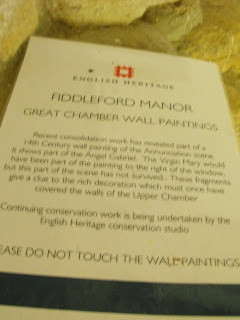 ENGLISH HERITAGE
FIDDLEFORD MANOR
GREAT CHAMBER WALL PAINTINGS
Recent consolidation work has revealed part of a
14th Century wall painting of the Annunciation scene.
It shows part of the Angel Gabriel. The Virgin Mary would
have been part of the painting to the right of the window,
but this part of the scene has not survived. These fragments
give a clue to the rich decoration which must once have
covered the walls of the Upper Chamber
Continuing conservation work is being undertaken by the
English Heritage conservation studio
EASE DO NOT TOUCH THE WALL PAINTINGS